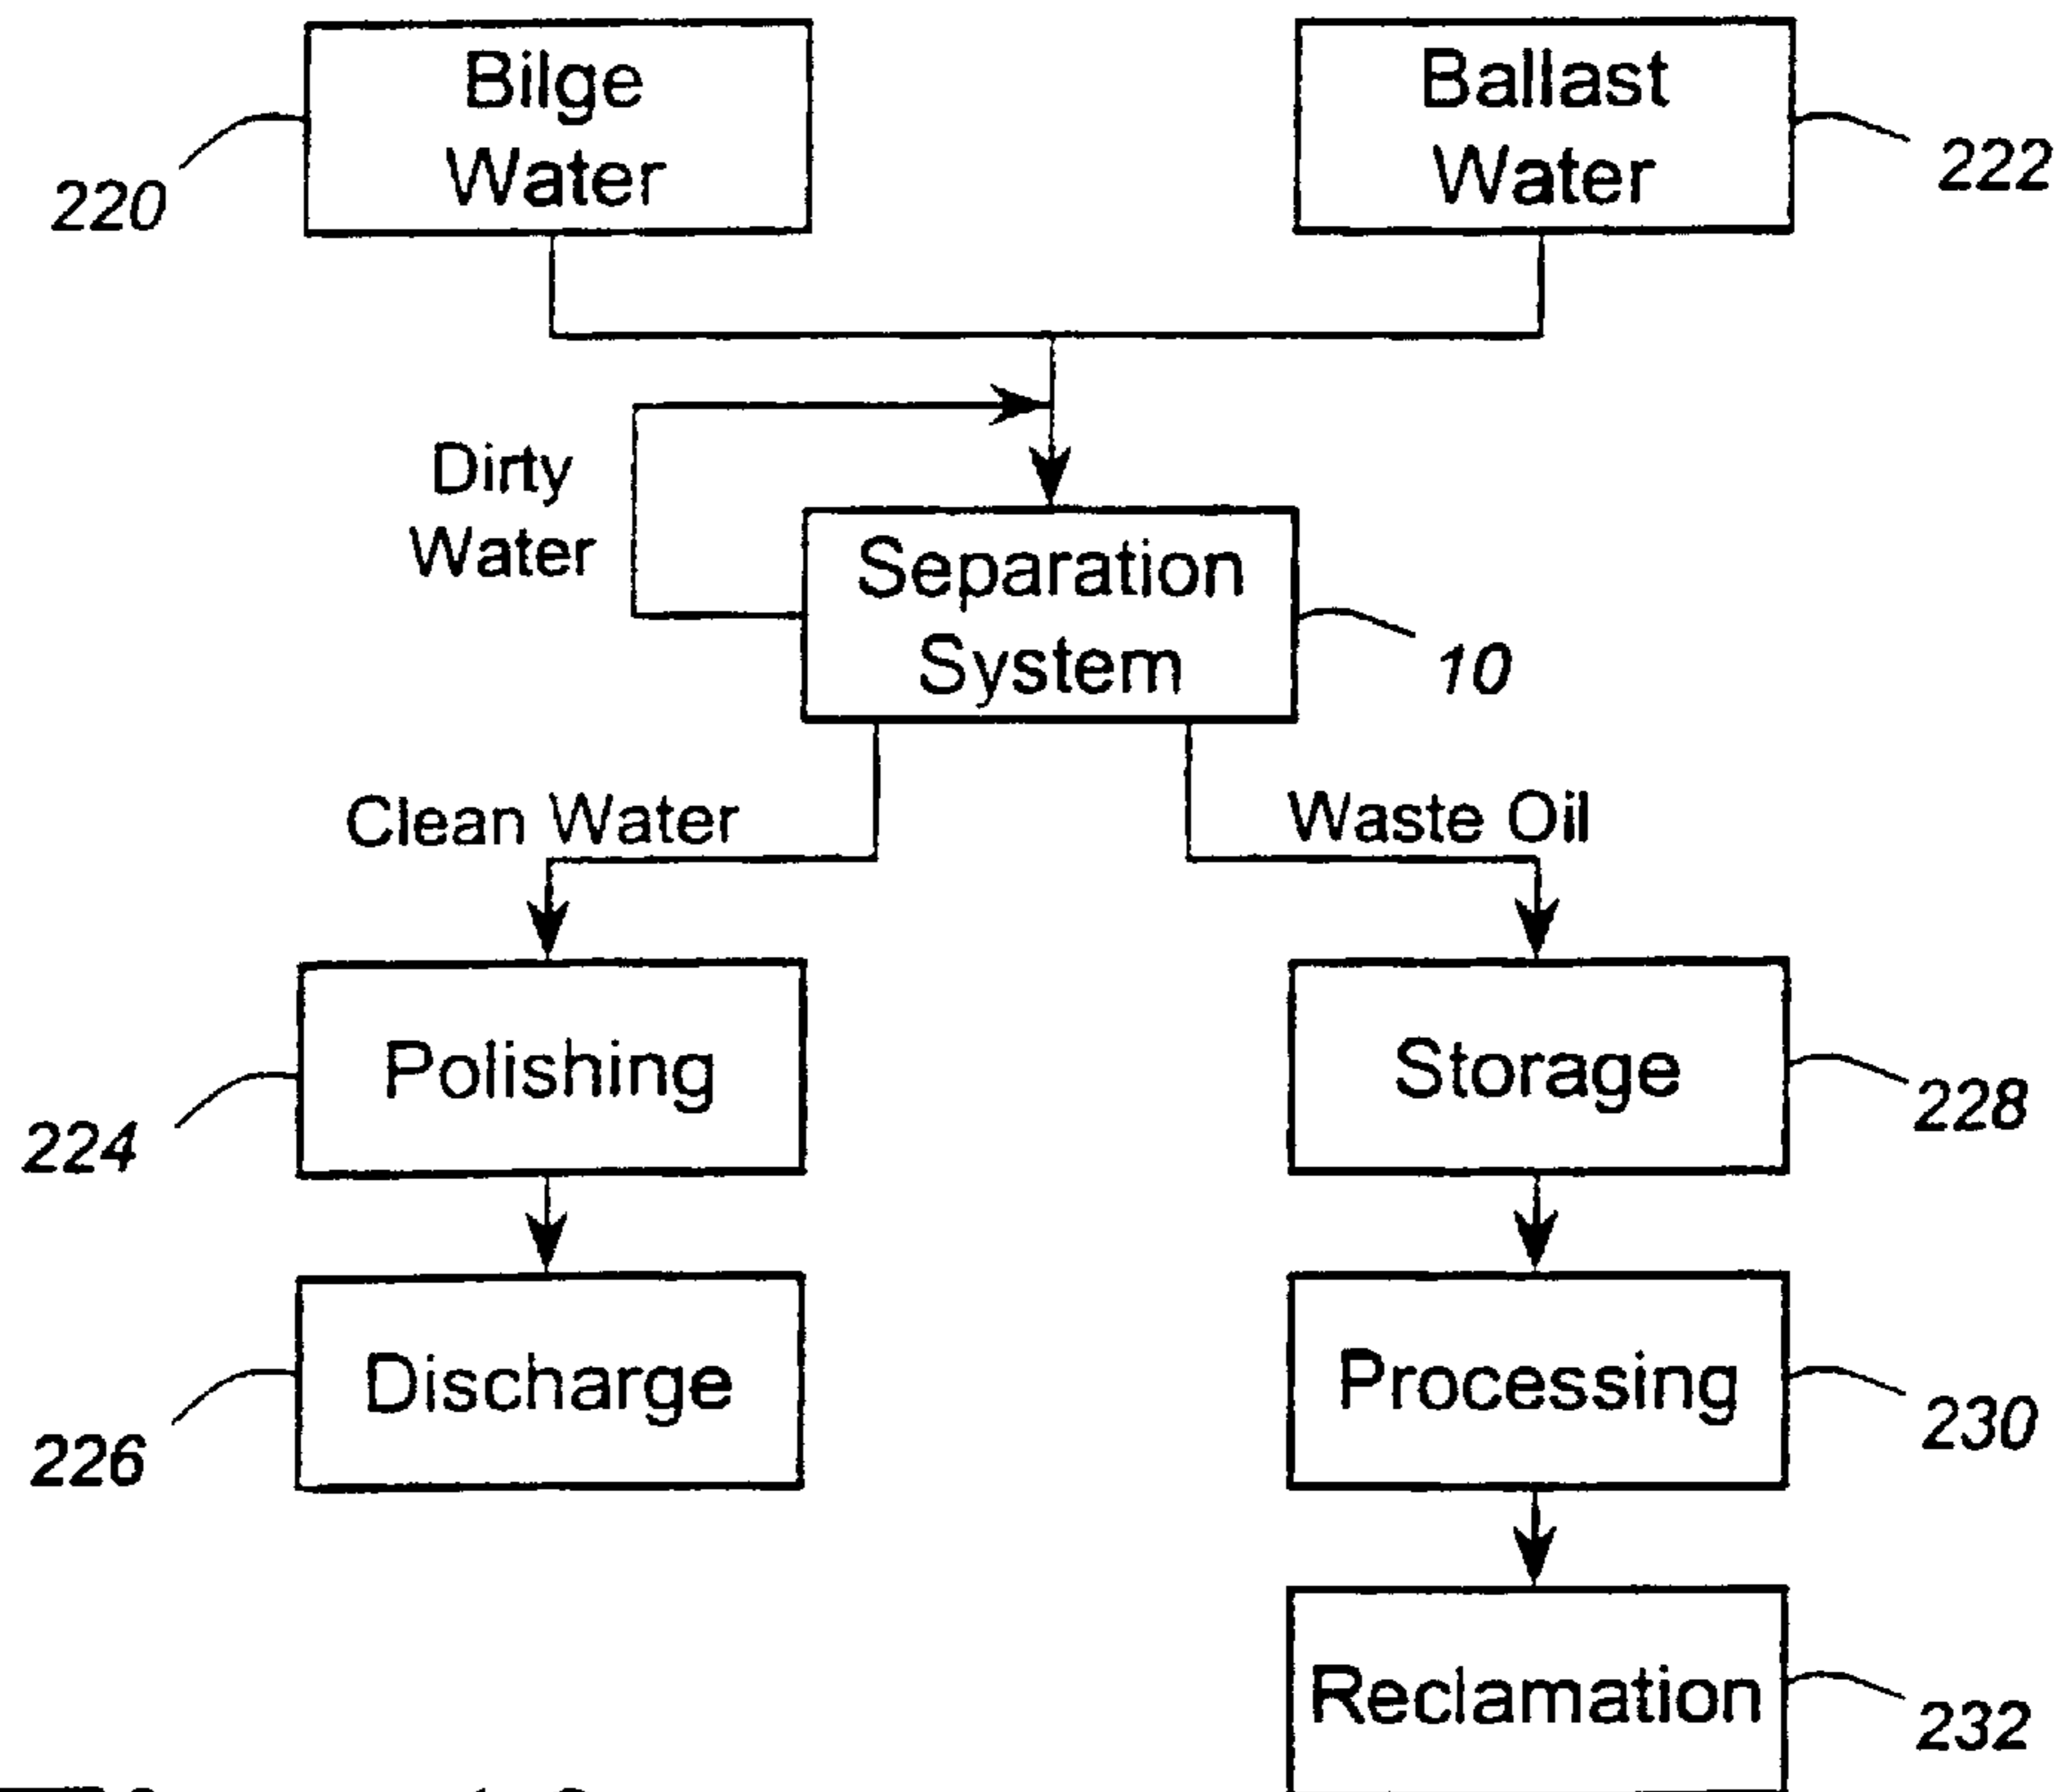 Bilge
Water
220
Ballast
Water
222
Dirty
Water
Separation
System
10
Clean Water
Waste Oil
Polishing
224
Storage
228
Discharge
226
Processing
230
Reclamation
232